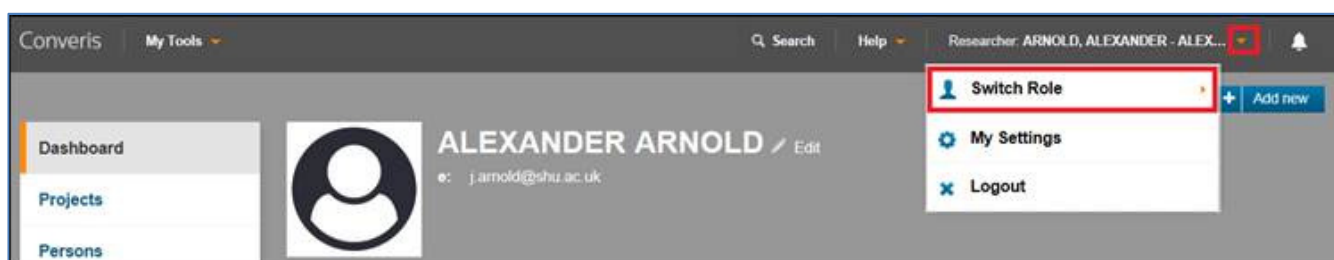 Converis My Tools Search Help Researcher: ARNOLD, ALEXANDER - ALEX...
Switch Role
+ Add new
My Settings
Logout
Dashboard
Projects
Persons
ALEXANDER ARNOLD Edit
e: j.arnold@shu.ac.uk